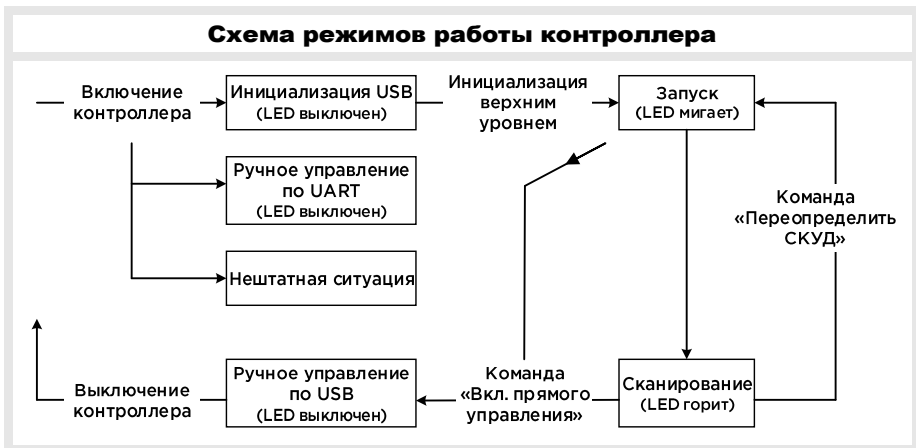 Схема режимов работы контроллера
Включение
контроллера
Инициализация USB
(LED выключен)
Инициализация
верхним
уровнем
Запуск
(LED мигает)
Ручное управление
по UART
(LED выключен)
Команда
«Переопределить
СКУД»
Нештатная ситуация
Выключение
контроллера
Ручное управление
по USB
(LED выключен)
Команда
«Вкл. прямого
управления»
Сканирование
(LED горит)